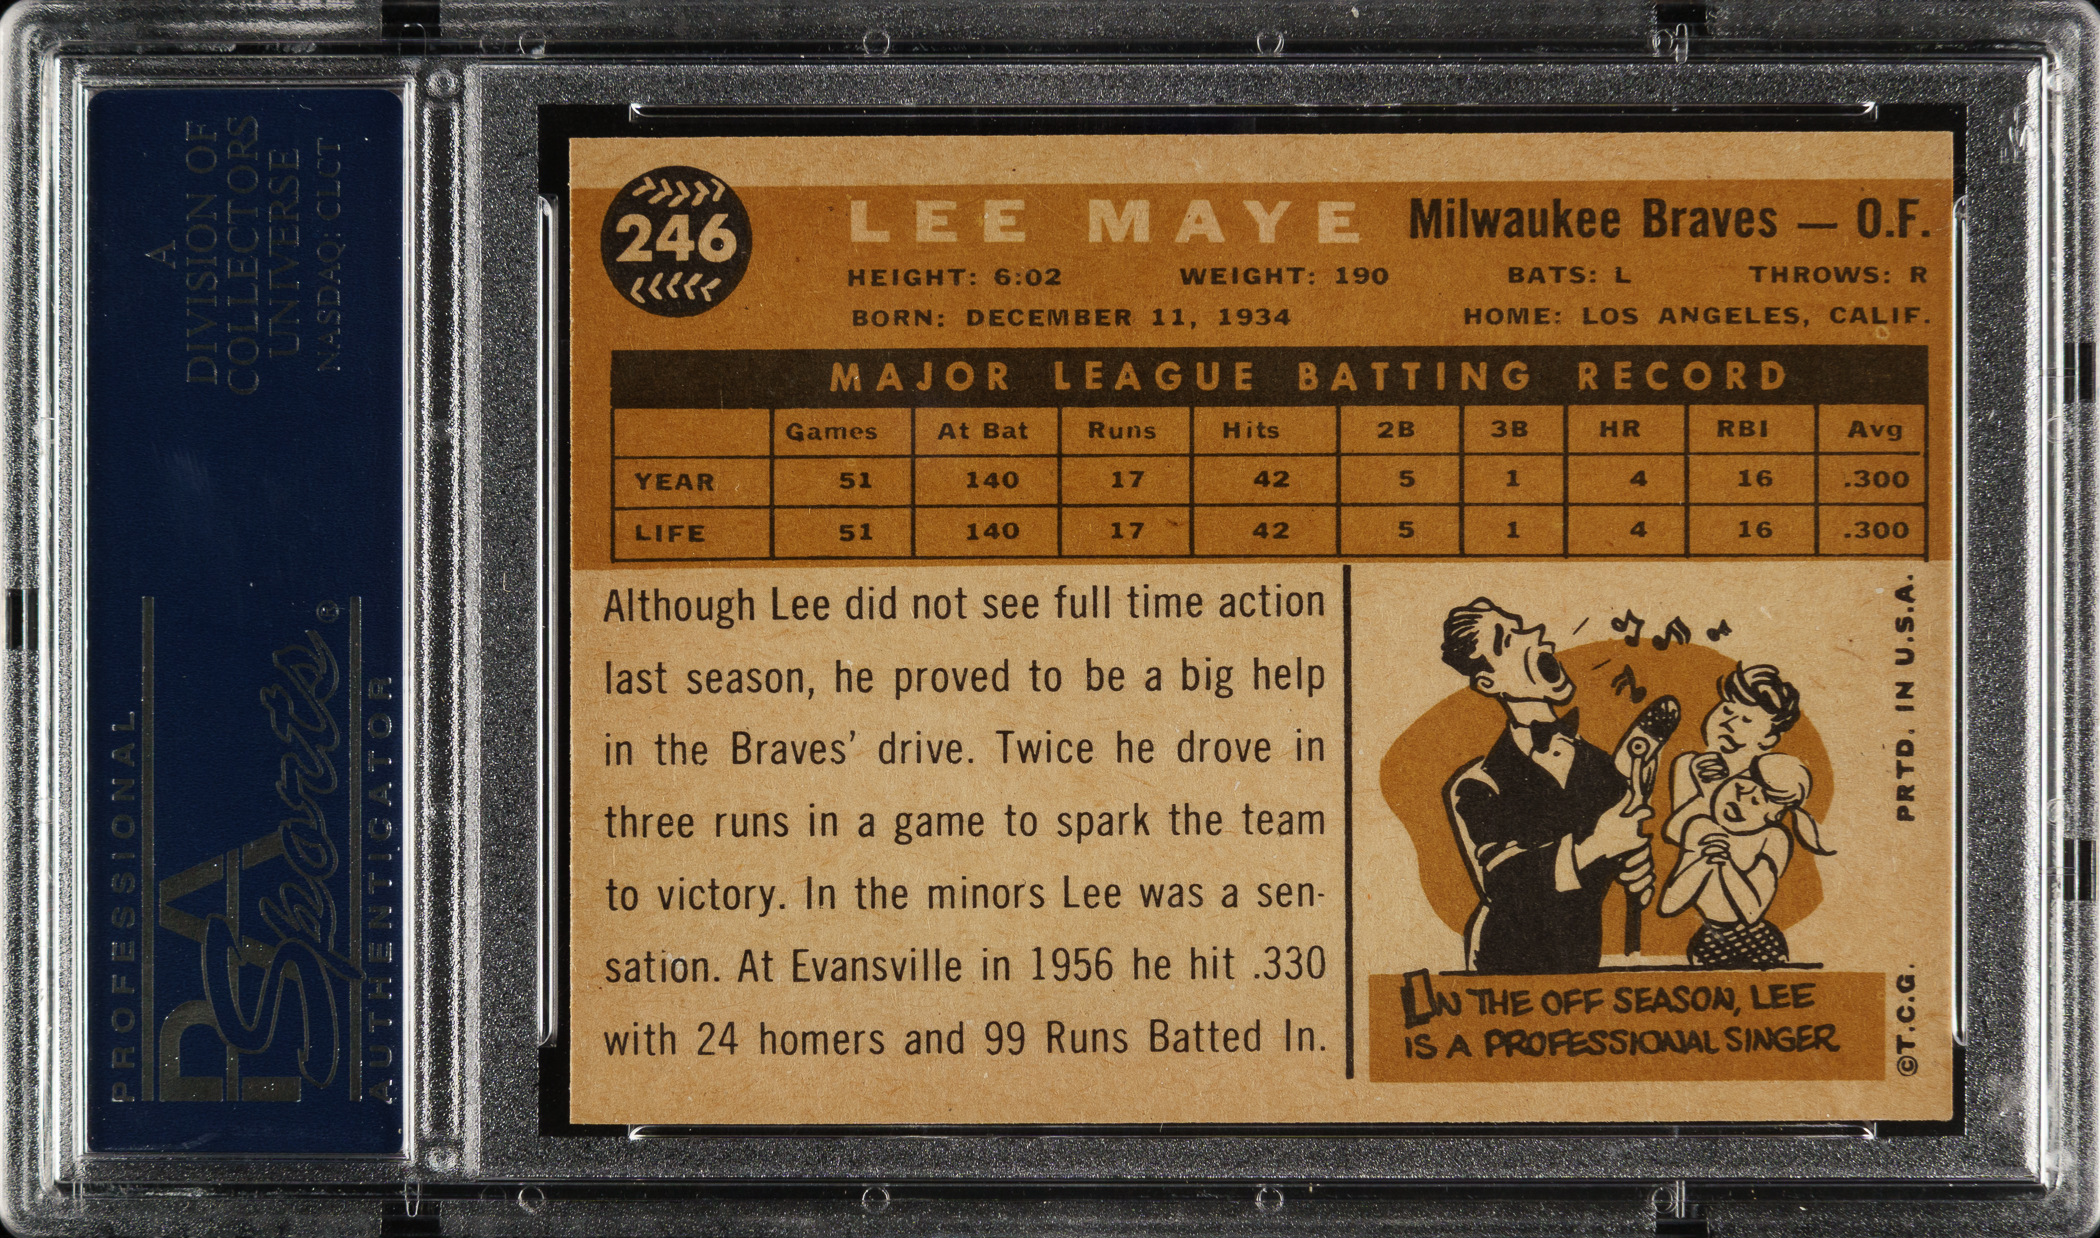 A
DIVISION OF
COLLECTORS
UNIVERSE
NASDAQ: CLCT
PROFESSIONAL
PSA
Sports®
AUTHENTICATOR
246
LEE MAYE Milwaukee Braves — O.F.
HEIGHT: 6:02 WEIGHT: 190 BATS: L THROWS: R
BORN: DECEMBER 11, 1934 HOME: LOS ANGELES, CALIF.
MAJOR LEAGUE BATTING RECORD
Games At Bat Runs Hits 2B 3B HR RBI Avg
YEAR 51 140 17 42 5 1 4 16 .300
LIFE 51 140 17 42 5 1 4 16 .300
Although Lee did not see full time action
last season, he proved to be a big help
in the Braves’ drive. Twice he drove in
three runs in a game to spark the team
to victory. In the minors Lee was a sen-
sation. At Evansville in 1956 he hit .330
with 24 homers and 99 Runs Batted In.
IN THE OFF SEASON, LEE
IS A PROFESSIONAL SINGER
©T.C.G. PRTD. IN U.S.A.